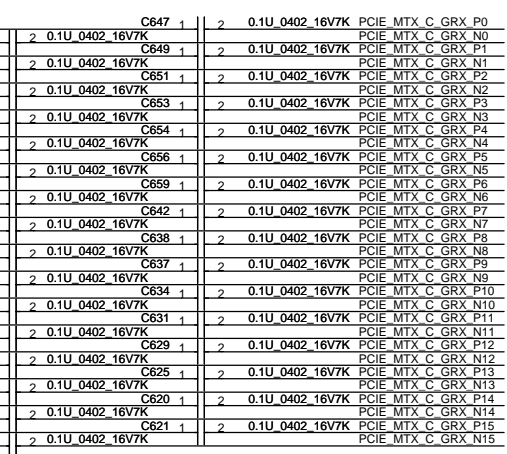 C647 1 2 0.1U_0402_16V7K PCIE_MTX_C_GRX_P0
2 0.1U_0402_16V7K PCIE_MTX_C_GRX_N0
C649 1 2 0.1U_0402_16V7K PCIE_MTX_C_GRX_P1
2 0.1U_0402_16V7K PCIE_MTX_C_GRX_N1
C651 1 2 0.1U_0402_16V7K PCIE_MTX_C_GRX_P2
2 0.1U_0402_16V7K PCIE_MTX_C_GRX_N2
C653 1 2 0.1U_0402_16V7K PCIE_MTX_C_GRX_P3
2 0.1U_0402_16V7K PCIE_MTX_C_GRX_N3
C654 1 2 0.1U_0402_16V7K PCIE_MTX_C_GRX_P4
2 0.1U_0402_16V7K PCIE_MTX_C_GRX_N4
C656 1 2 0.1U_0402_16V7K PCIE_MTX_C_GRX_P5
2 0.1U_0402_16V7K PCIE_MTX_C_GRX_N5
C659 1 2 0.1U_0402_16V7K PCIE_MTX_C_GRX_P6
2 0.1U_0402_16V7K PCIE_MTX_C_GRX_N6
C642 1 2 0.1U_0402_16V7K PCIE_MTX_C_GRX_P7
2 0.1U_0402_16V7K PCIE_MTX_C_GRX_N7
C638 1 2 0.1U_0402_16V7K PCIE_MTX_C_GRX_P8
2 0.1U_0402_16V7K PCIE_MTX_C_GRX_N8
C637 1 2 0.1U_0402_16V7K PCIE_MTX_C_GRX_P9
2 0.1U_0402_16V7K PCIE_MTX_C_GRX_N9
C634 1 2 0.1U_0402_16V7K PCIE_MTX_C_GRX_P10
2 0.1U_0402_16V7K PCIE_MTX_C_GRX_N10
C631 1 2 0.1U_0402_16V7K PCIE_MTX_C_GRX_P11
2 0.1U_0402_16V7K PCIE_MTX_C_GRX_N11
C629 1 2 0.1U_0402_16V7K PCIE_MTX_C_GRX_P12
2 0.1U_0402_16V7K PCIE_MTX_C_GRX_N12
C625 1 2 0.1U_0402_16V7K PCIE_MTX_C_GRX_P13
2 0.1U_0402_16V7K PCIE_MTX_C_GRX_N13
C620 1 2 0.1U_0402_16V7K PCIE_MTX_C_GRX_P14
2 0.1U_0402_16V7K PCIE_MTX_C_GRX_N14
C621 1 2 0.1U_0402_16V7K PCIE_MTX_C_GRX_P15
2 0.1U_0402_16V7K PCIE_MTX_C_GRX_N15